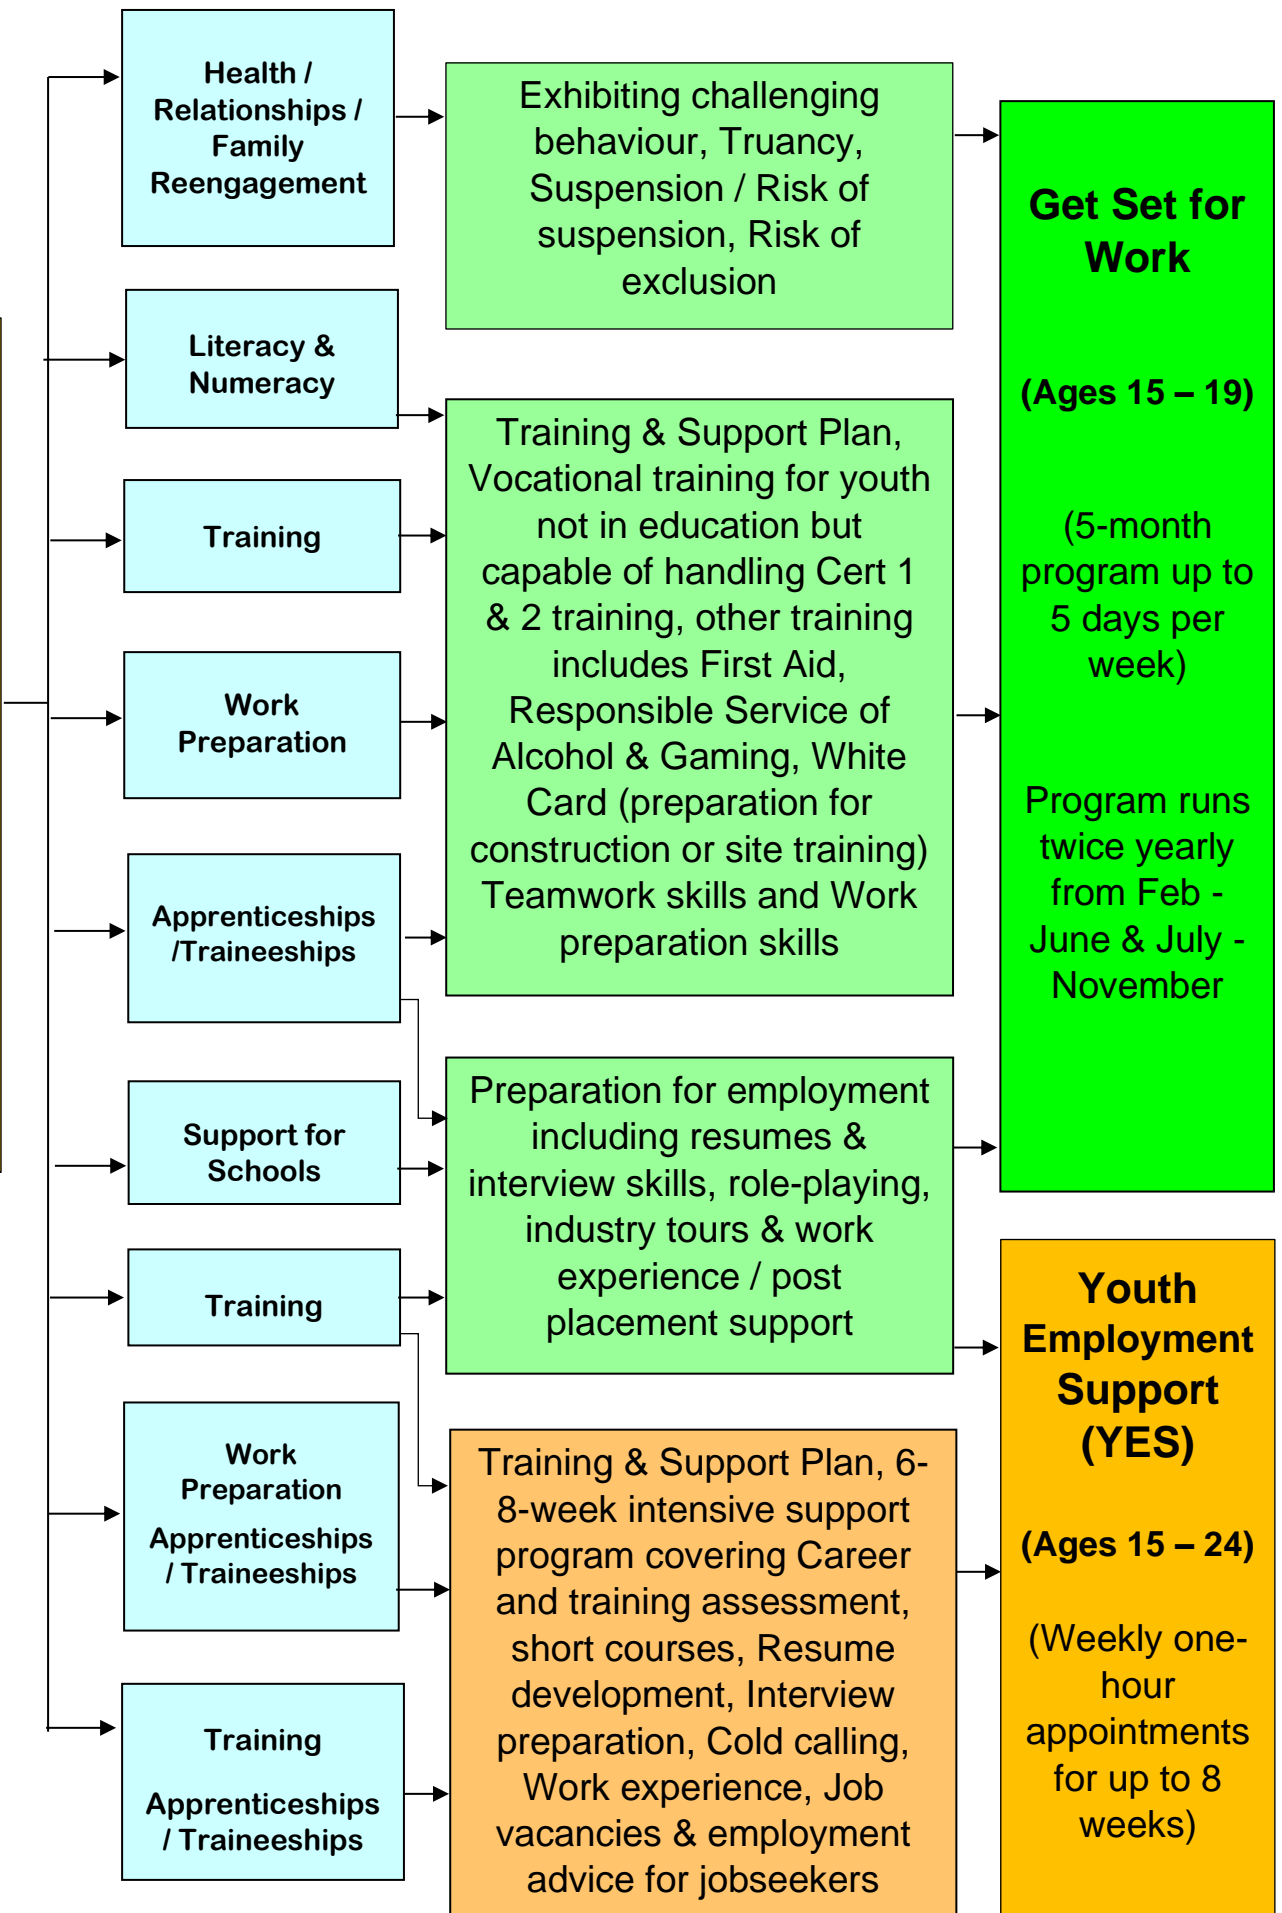 Health /
Relationships /
Family
Reengagement
Exhibiting challenging
behaviour, Truancy,
Suspension / Risk of
suspension, Risk of
exclusion
Get Set for
Work
(Ages 15 – 19)
(5-month
program up to
5 days per
week)
Program runs
twice yearly
from Feb -
June & July -
November
Literacy &
Numeracy
Training
Work
Preparation
Apprenticeships
/Traineeships
Training & Support Plan,
Vocational training for youth
not in education but
capable of handling Cert 1
& 2 training, other training
includes First Aid,
Responsible Service of
Alcohol & Gaming, White
Card (preparation for
construction or site training)
Teamwork skills and Work
preparation skills
Support for
Schools
Training
Preparation for employment
including resumes &
interview skills, role-playing,
industry tours & work
experience / post
placement support
Youth
Employment
Support
(YES)
(Ages 15 – 24)
(Weekly one-
hour
appointments
for up to 8
weeks)
Work
Preparation
Apprenticeships
/ Traineeships
Training
Apprenticeships
/ Traineeships
Training & Support Plan, 6-
8-week intensive support
program covering Career
and training assessment,
short courses, Resume
development, Interview
preparation, Cold calling,
Work experience, Job
vacancies & employment
advice for jobseekers